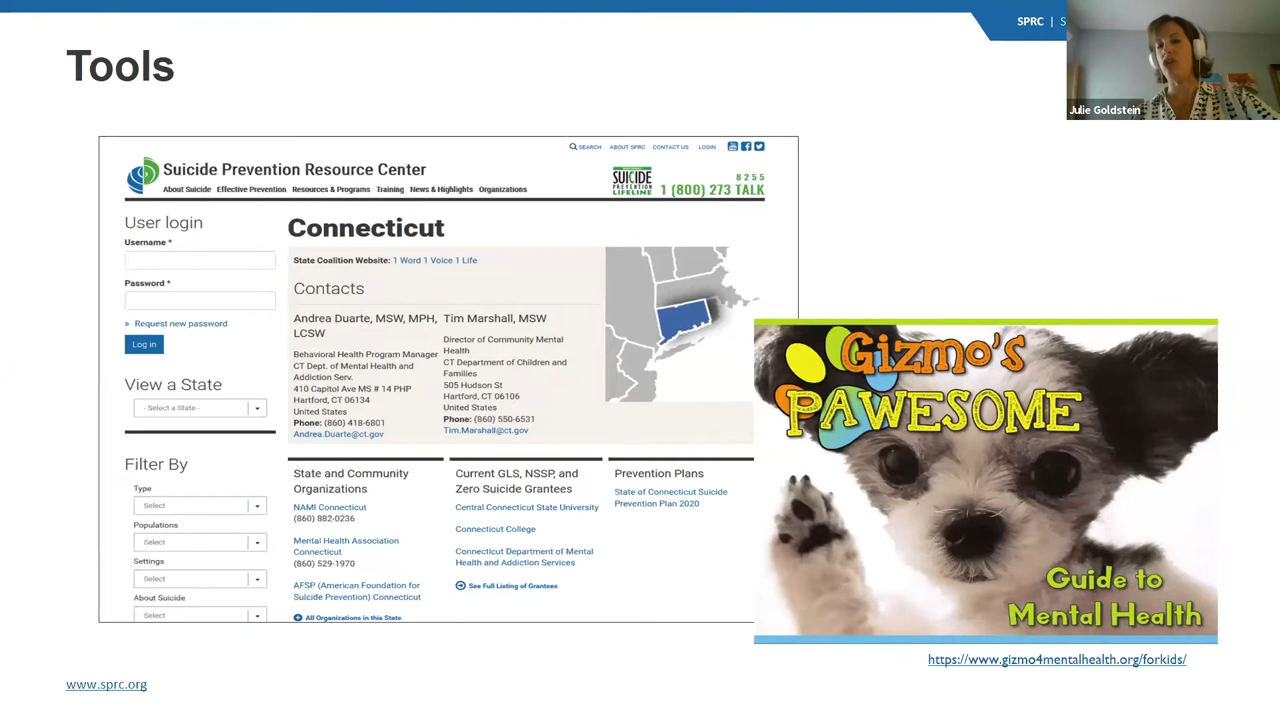 SPRC | S
Julie Goldstein
Tools
SEARCH ABOUT SPRC CONTACT US LOGIN
Suicide Prevention Resource Center
About Suicide Effective Prevention Resources & Programs Training News & Highlights Organizations
SUICIDE
PREVENTION
LIFELINE
8255
1 (800) 273 TALK
User login
Username *
Password *
» Request new password
Log in
View a State
- Select a State -
Filter By
Type
Select
Populations
Select
Settings
Select
About Suicide
Select
Connecticut
State Coalition Website: 1 Word 1 Voice 1 Life
Contacts
Andrea Duarte, MSW, MPH,
LCSW
Behavioral Health Program Manager
CT Dept. of Mental Health and
Addiction Serv.
410 Capitol Ave MS # 14 PHP
Hartford, CT 06134
United States
Phone: (860) 418-6801
Andrea.Duarte@ct.gov
Tim Marshall, MSW
Director of Community Mental
Health
CT Department of Children and
Families
505 Hudson St
Hartford, CT 06106
United States
Phone: (860) 550-6531
Tim.Marshall@ct.gov
State and Community
Organizations
NAMI Connecticut
(860) 882-0236
Mental Health Association
Connecticut
(860) 529-1970
AFSP (American Foundation for
Suicide Prevention) Connecticut
All Organizations in this State
Current GLS, NSSP, and
Zero Suicide Grantees
Central Connecticut State University
Connecticut College
Connecticut Department of Mental
Health and Addiction Services
See Full Listing of Grantees
Prevention Plans
State of Connecticut Suicide
Prevention Plan 2020
Gizmo's
PAWESOME
Guide to
Mental Health
https://www.gizmo4mentalhealth.org/forkids/
www.sprc.org